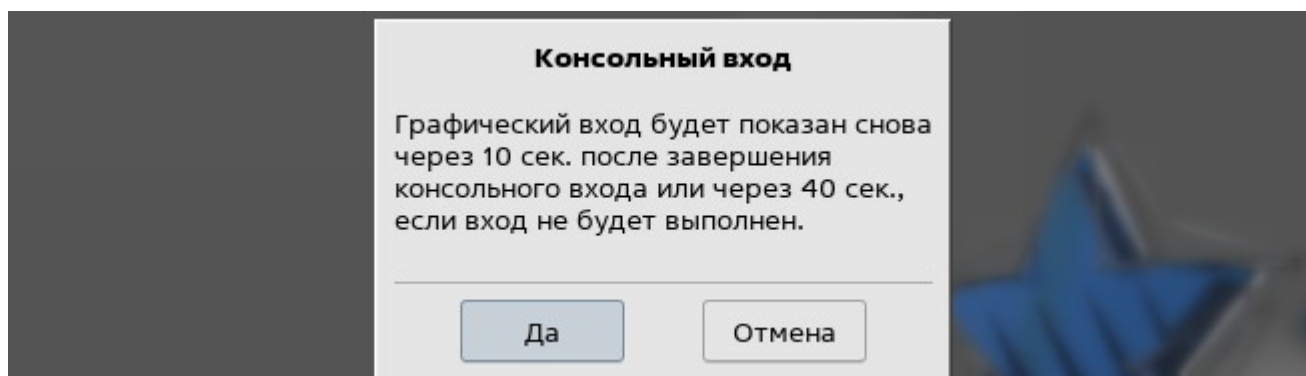 Консольный вход
Графический вход будет показан снова
через 10 сек. после завершения
консольного входа или через 40 сек.,
если вход не будет выполнен.
Да
Отмена